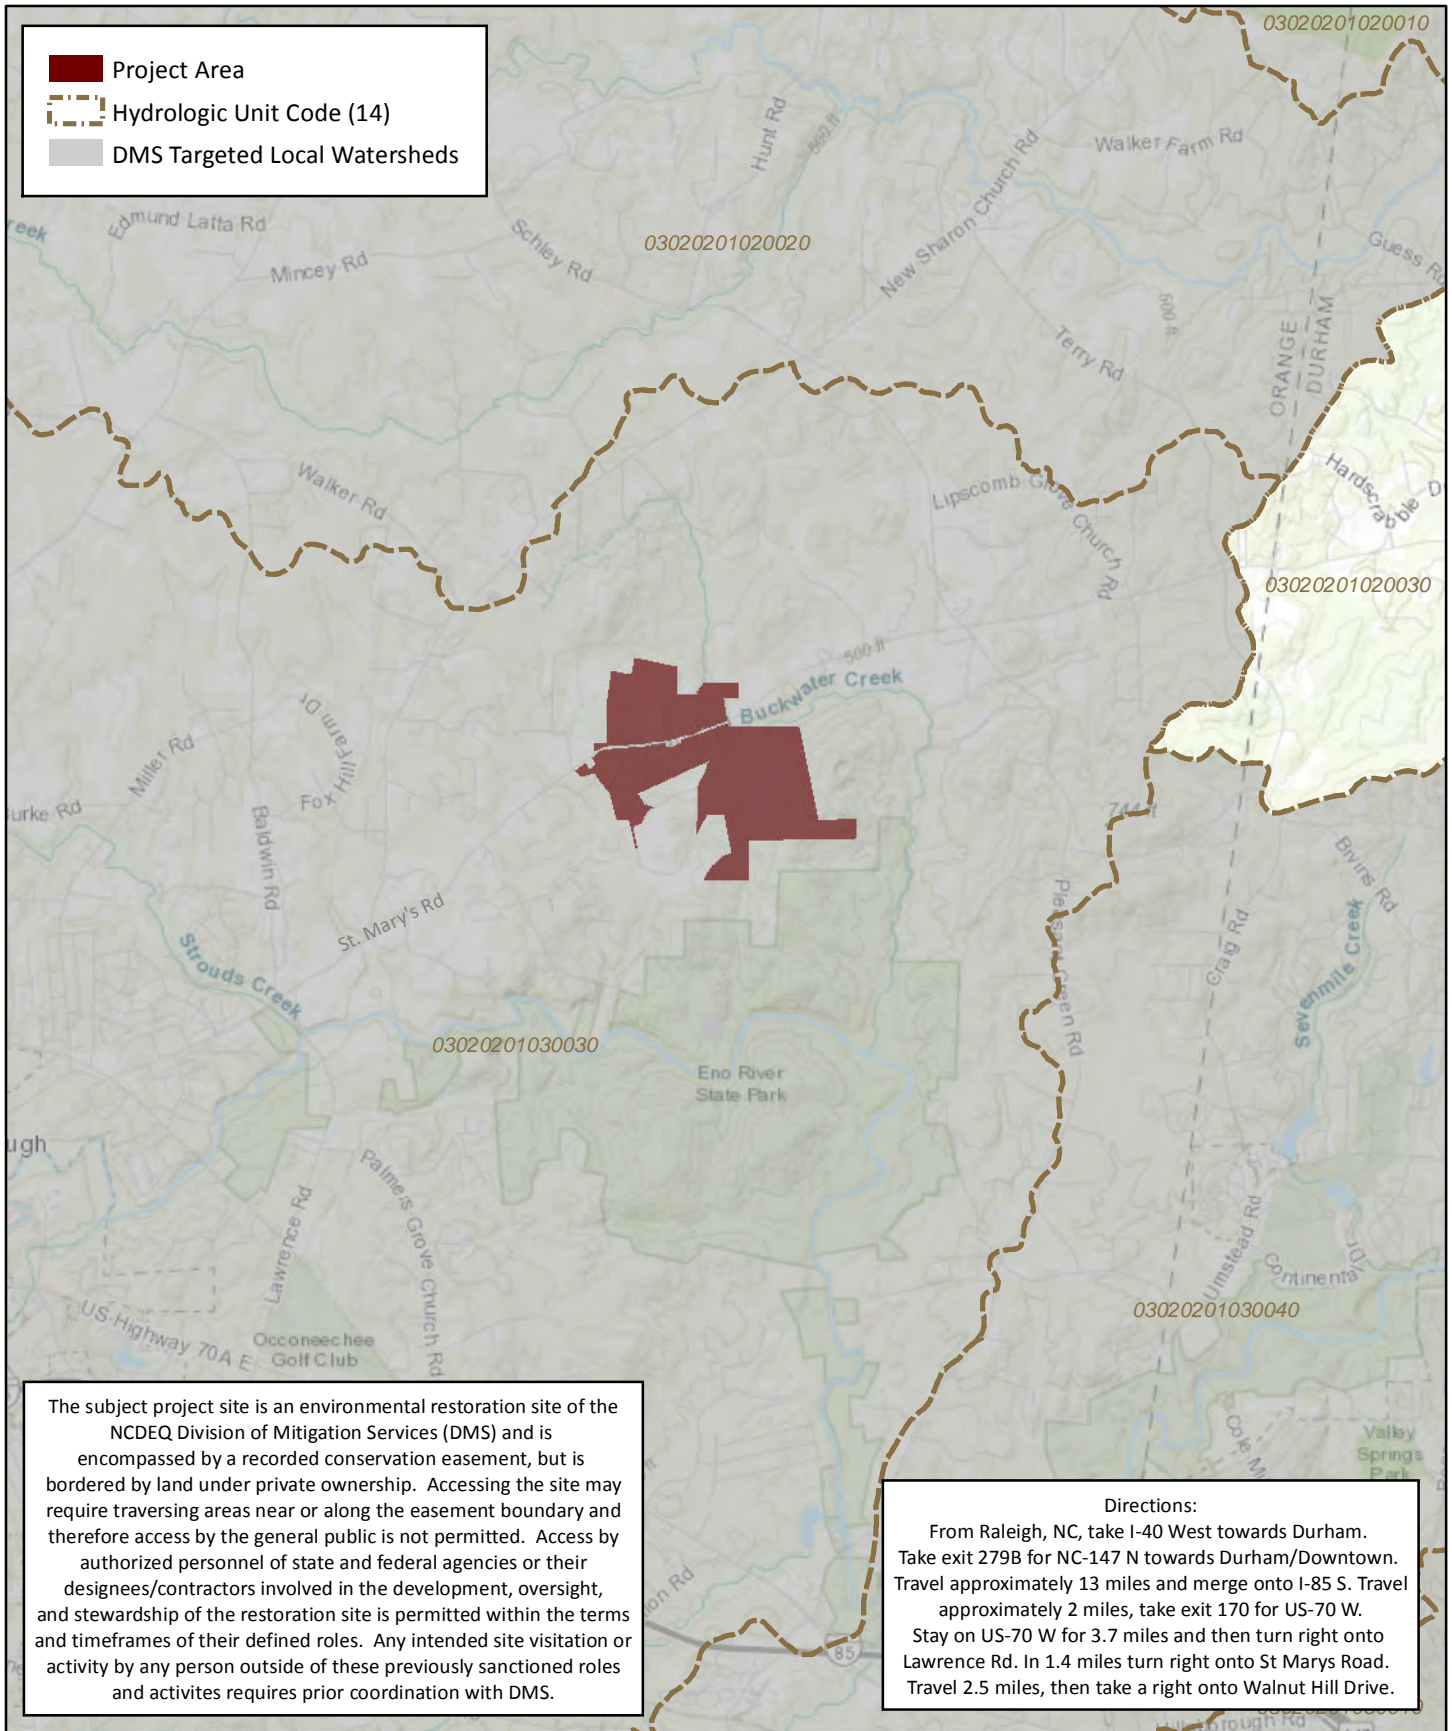 Project Area
Hydrologic Unit Code (14)
DMS Targeted Local Watersheds
03020201020010
Hunt Rd
560 ft
Walker Farm Rd
New Sharon Church Rd
reek
Edmund Latta Rd
Mincey Rd
Schley Rd
03020201020020
Guess Rd
500 ft
Terry Rd
ORANGE
DURHAM
Walker Rd
Lipscomb Grove Church Rd
Hardscrabble D
03020201020030
500 ft
Buckwater Creek
Miller Rd
Fox Hill Farm Dr
urke Rd
Baldwin Rd
744 ft
Bivins Rd
St. Mary's Rd
Strouds Creek
Pleasant Green Rd
Craig Rd
Sevenmile Creek
03020201030030
Eno River
State Park
ugh
Palmers Grove Church Rd
Lawrence Rd
Umstead Rd
Continental Dr
03020201030040
US Highway 70A E
Occoneechee
Golf Club
Valley
Springs
Park
The subject project site is an environmental restoration site of the
NCDEQ Division of Mitigation Services (DMS) and is
encompassed by a recorded conservation easement, but is
bordered by land under private ownership. Accessing the site may
require traversing areas near or along the easement boundary and
therefore access by the general public is not permitted. Access by
authorized personnel of state and federal agencies or their
designees/contractors involved in the development, oversight,
and stewardship of the restoration site is permitted within the terms
and timeframes of their defined roles. Any intended site visitation or
activity by any person outside of these previously sanctioned roles
and activites requires prior coordination with DMS.
ft
Cole M
Directions:
From Raleigh, NC, take I-40 West towards Durham.
Take exit 279B for NC-147 N towards Durham/Downtown.
Travel approximately 13 miles and merge onto I-85 S. Travel
approximately 2 miles, take exit 170 for US-70 W.
Stay on US-70 W for 3.7 miles and then turn right onto
Lawrence Rd. In 1.4 miles turn right onto St Marys Road.
Travel 2.5 miles, then take a right onto Walnut Hill Drive.
ion Rd
85